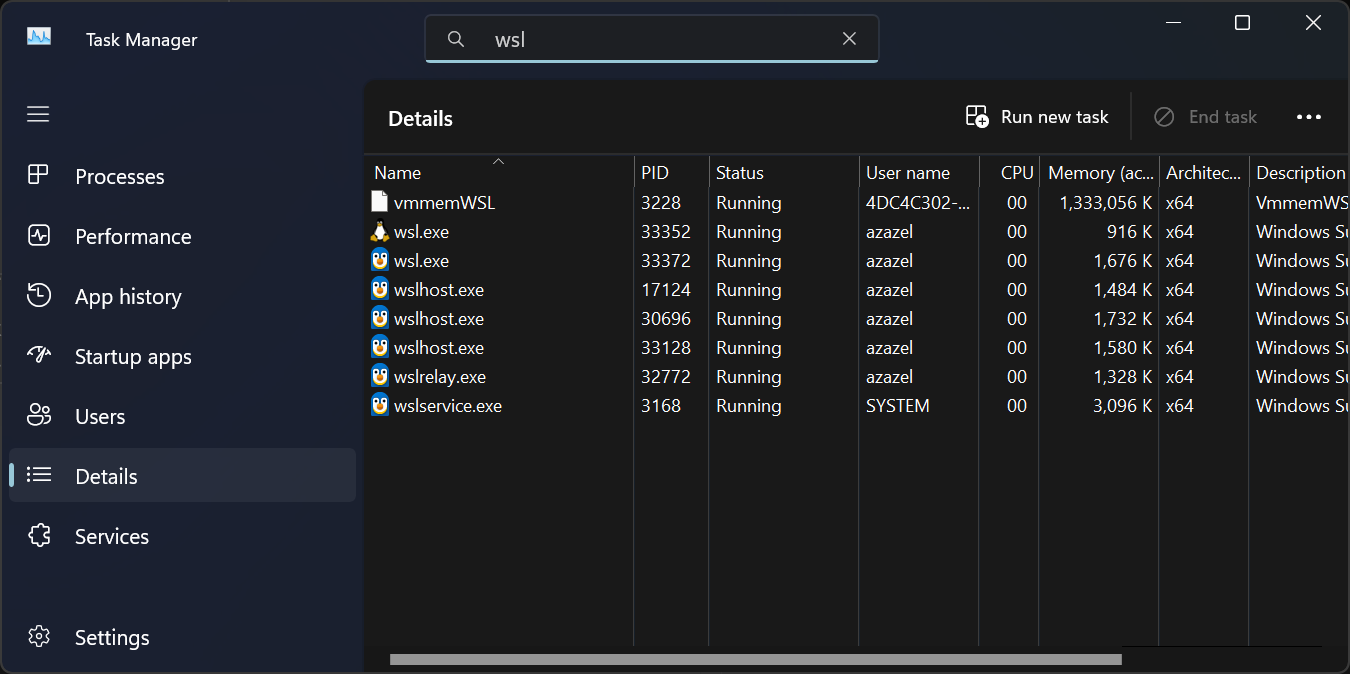 Task Manager
wsl
Details
Run new task
End task
Processes
Performance
App history
Startup apps
Users
Details
Services
Settings
Name PID Status User name CPU Memory (ac... Architec... Description
vmmemWSL 3228 Running 4DC4C302-... 00 1,333,056 K x64 VmmemWS
wsl.exe 33352 Running azazel 00 916 K x64 Windows Su
wsl.exe 33372 Running azazel 00 1,676 K x64 Windows Su
wslhost.exe 17124 Running azazel 00 1,484 K x64 Windows Su
wslhost.exe 30696 Running azazel 00 1,732 K x64 Windows Su
wslhost.exe 33128 Running azazel 00 1,580 K x64 Windows Su
wslrelay.exe 32772 Running azazel 00 1,328 K x64 Windows Su
wslservice.exe 3168 Running SYSTEM 00 3,096 K x64 Windows Su